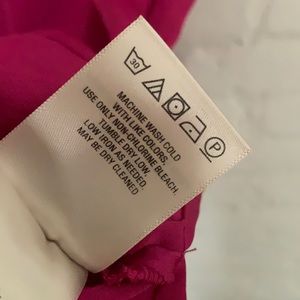 30 P
MACHINE WASH COLD
WITH LIKE COLORS,
USE ONLY NON-CHLORINE BLEACH.
TUMBLE DRY LOW.
LOW IRON AS NEEDED.
MAY BE DRY CLEANED